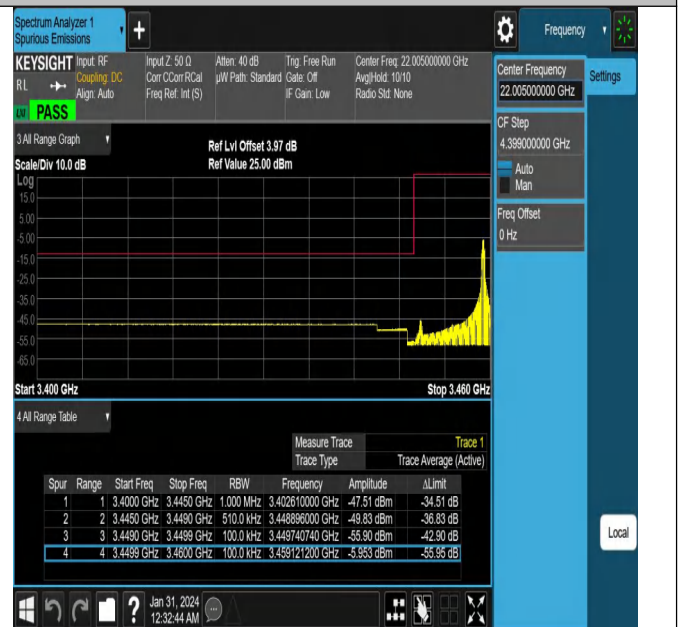 Spectrum Analyzer 1
Spurious Emissions
+
Frequency
KEYSIGHT Input: RF Input Z: 50 Ω Atten: 40 dB Trig: Free Run Center Freq: 22.005000000 GHz
RL Coupling: DC Corr CCorr RCal µW Path: Standard Gate: Off Avg|Hold: 10/10
Align: Auto Freq Ref: Int (S) IF Gain: Low Radio Std: None
PASS
Center Frequency
22.005000000 GHz
Settings
CF Step
4.399000000 GHz
Auto
Man
Freq Offset
0 Hz
3 All Range Graph
Ref Lvl Offset 3.97 dB
Scale/Div 10.0 dB Ref Value 25.00 dBm
Log
15.0
5.00
-5.00
-15.0
-25.0
-35.0
-45.0
-55.0
-65.0
Start 3.400 GHz Stop 3.460 GHz
4 All Range Table
Measure Trace Trace 1
Trace Type Trace Average (Active)
Spur Range Start Freq Stop Freq RBW Frequency Amplitude ΔLimit
1 1 3.4000 GHz 3.4450 GHz 1.000 MHz 3.402610000 GHz -47.51 dBm -34.51 dB
2 2 3.4450 GHz 3.4490 GHz 510.0 kHz 3.448896000 GHz -49.83 dBm -36.83 dB
3 3 3.4490 GHz 3.4499 GHz 100.0 kHz 3.449740740 GHz -55.90 dBm -42.90 dB
4 4 3.4499 GHz 3.4600 GHz 100.0 kHz 3.459121200 GHz -5.953 dBm -55.95 dB
Local
?
Jan 31, 2024
12:32:44 AM